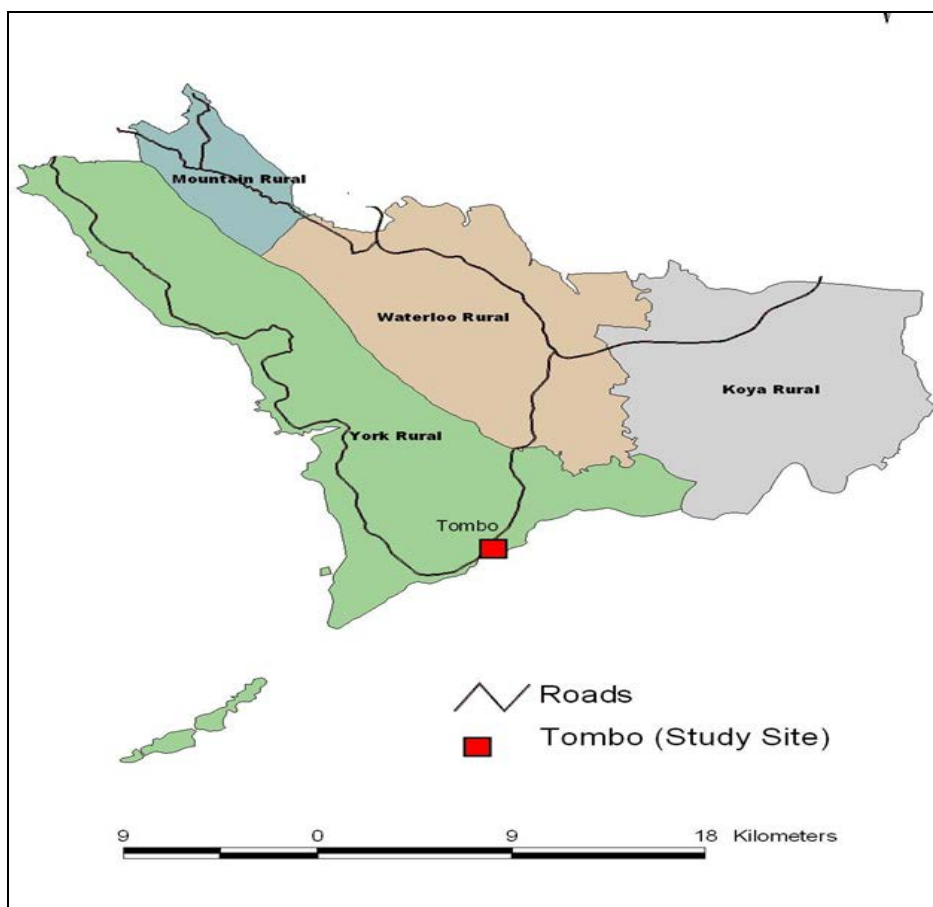 Mountain Rural
Waterloo Rural
Koya Rural
York Rural
Tombo
Roads
Tombo (Study Site)
9 0 9 18 Kilometers